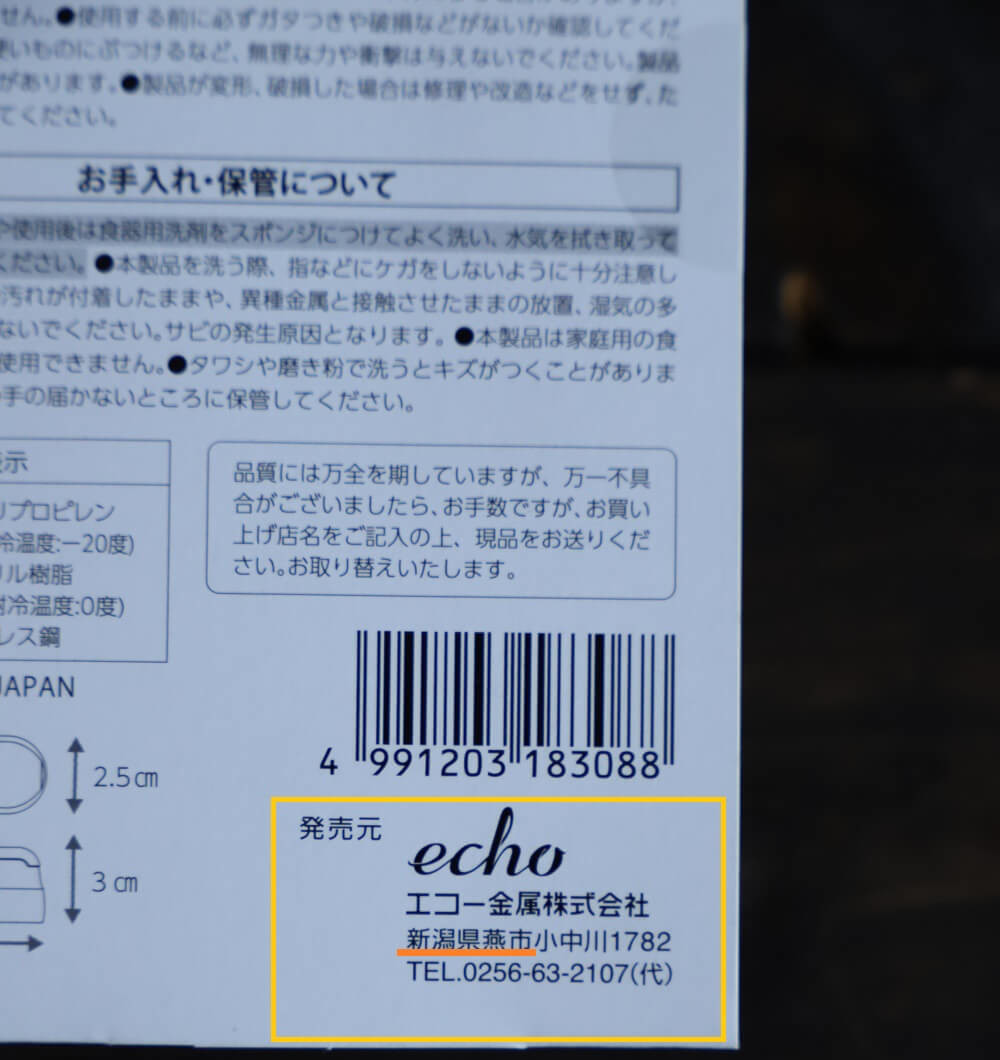 せん。●使用する前に必ずガタつきや破損などがないか確認してくだ
いものにぶつけるなど、無理な力や衝撃は与えないでください。製品
があります。●製品が変形、破損した場合は修理や改造などをせず、た
てください。
お手入れ・保管について
や使用後は食器用洗剤をスポンジにつけてよく洗い、水気を拭き取って
ください。●本製品を洗う際、指などにケガをしないように十分注意し
汚れが付着したままや、異種金属と接触させたままの放置、湿気の多
ないでください。サビの発生原因となります。●本製品は家庭用の食
使用できません。●タワシや磨き粉で洗うとキズがつくことがありま
手の届かないところに保管してください。
表示
リプロピレン
冷温度:−20度)
ル樹脂
耐冷温度:0度)
レス鋼
JAPAN
2.5㎝
3㎝
品質には万全を期していますが、万一不具
合がございましたら、お手数ですが、お買い
上げ店名をご記入の上、現品をお送りくだ
さい。お取り替えいたします。
4 991203 183088
発売元
echo
エコー金属株式会社
新潟県燕市小中川1782
TEL.0256-63-2107(代)